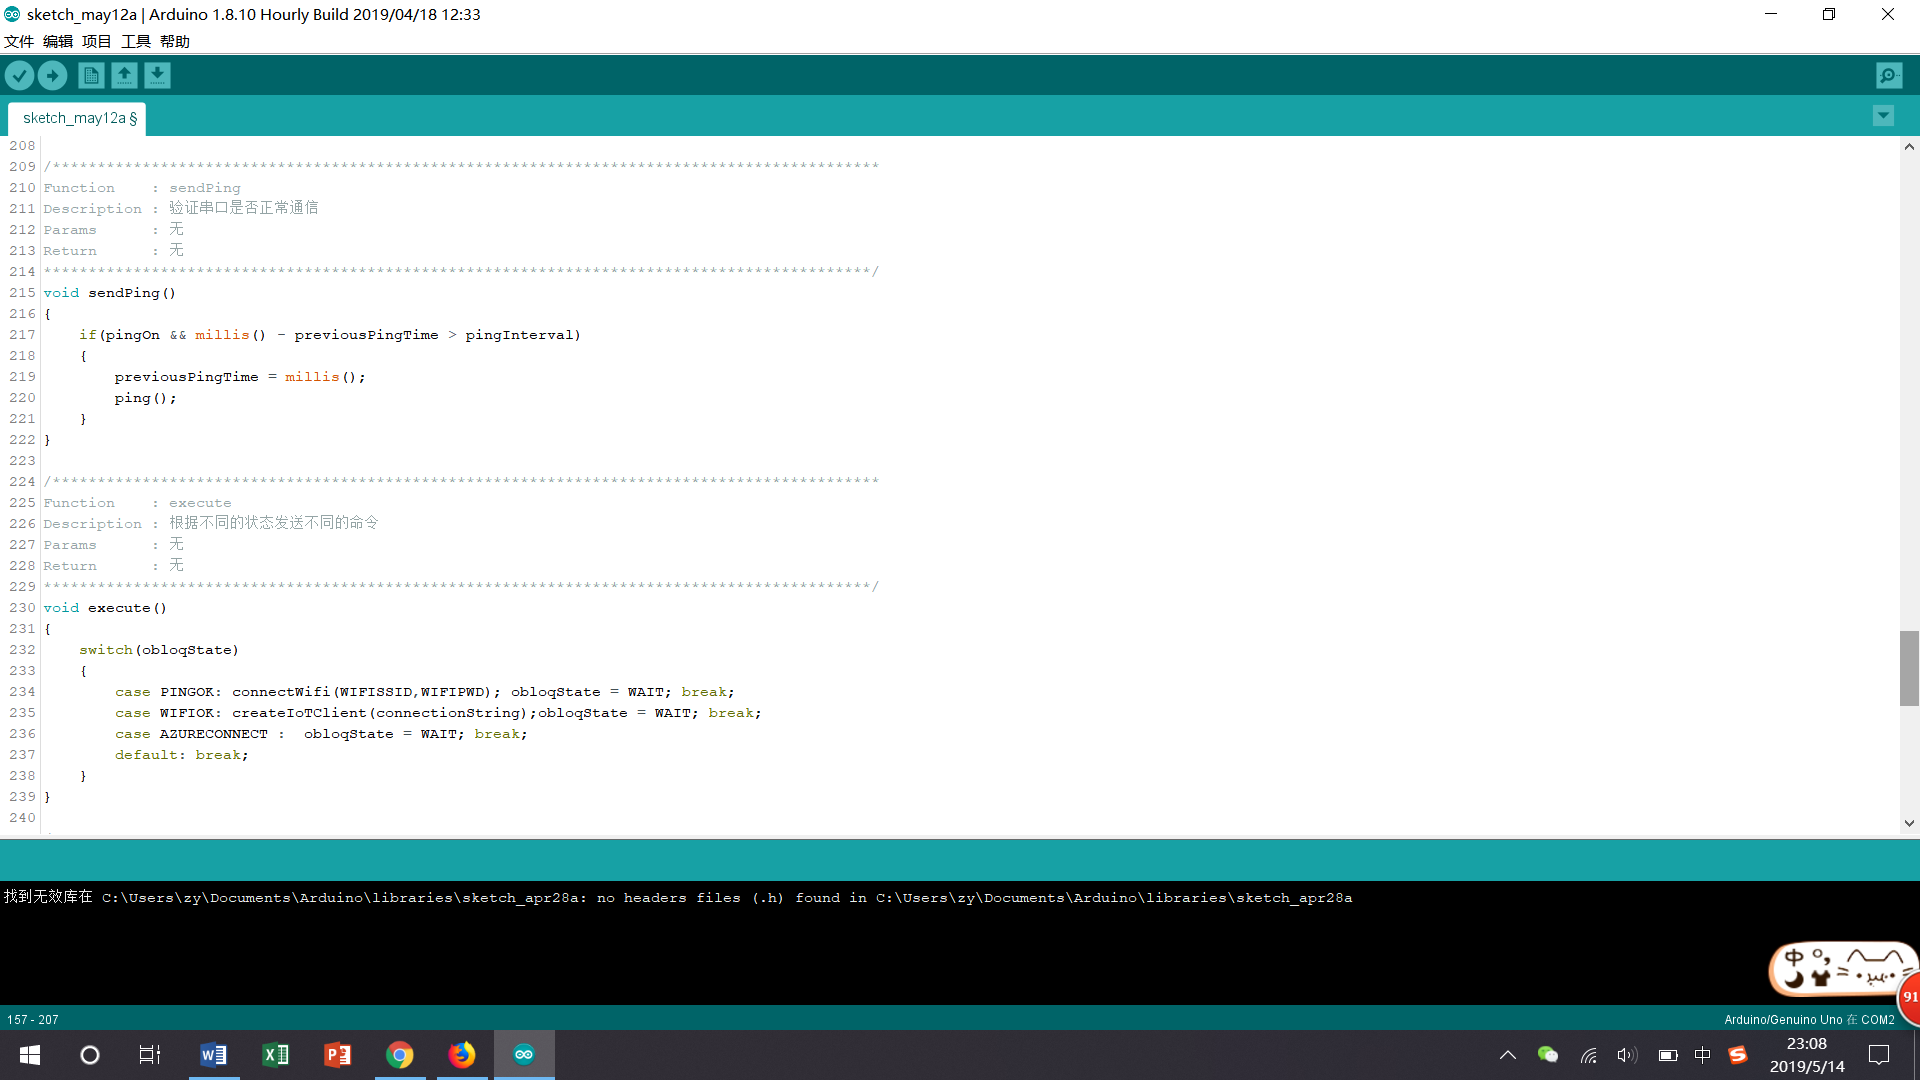 sketch_may12a | Arduino 1.8.10 Hourly Build 2019/04/18 12:33
文件 编辑 项目 工具 帮助
sketch_may12a §
208
209 /********************************************************************************************
210 Function    : sendPing
211 Description : 验证串口是否正常通信
212 Params      : 无
213 Return      : 无
214 ********************************************************************************************/
215 void sendPing()
216 {
217     if(pingOn && millis() - previousPingTime > pingInterval)
218     {
219         previousPingTime = millis();
220         ping();
221     }
222 }
223
224 /********************************************************************************************
225 Function    : execute
226 Description : 根据不同的状态发送不同的命令
227 Params      : 无
228 Return      : 无
229 ********************************************************************************************/
230 void execute()
231 {
232     switch(obloqState)
233     {
234         case PINGOK: connectWifi(WIFISSID,WIFIPWD); obloqState = WAIT; break;
235         case WIFIOK: createIoTClient(connectionString);obloqState = WAIT; break;
236         case AZURECONNECT :  obloqState = WAIT; break;
237         default: break;
238     }
239 }
240
找到无效库在 C:\Users\zy\Documents\Arduino\libraries\sketch_apr28a: no headers files (.h) found in C:\Users\zy\Documents\Arduino\libraries\sketch_apr28a
中
91
157 - 207
Arduino/Genuino Uno 在 COM2
中
23:08
2019/5/14